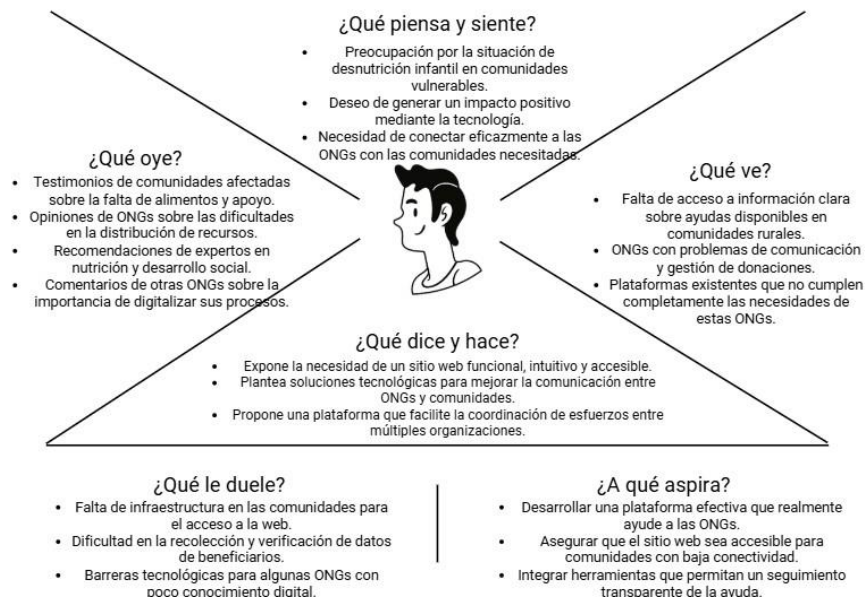 ¿Qué piensa y siente?
• Preocupación por la situación de
desnutrición infantil en comunidades
vulnerables.
• Deseo de generar un impacto positivo
mediante la tecnología.
• Necesidad de conectar eficazmente a las
ONGs con las comunidades necesitadas.
¿Qué oye?
• Testimonios de comunidades afectadas
sobre la falta de alimentos y apoyo.
• Opiniones de ONGs sobre las dificultades
en la distribución de recursos.
• Recomendaciones de expertos en
nutrición y desarrollo social.
• Comentarios de otras ONGs sobre la
importancia de digitalizar sus procesos.
¿Qué ve?
• Falta de acceso a información clara
sobre ayudas disponibles en
comunidades rurales.
• ONGs con problemas de comunicación
y gestión de donaciones.
• Plataformas existentes que no cumplen
completamente las necesidades de
estas ONGs.
¿Qué dice y hace?
• Expone la necesidad de un sitio web funcional, intuitivo y accesible.
• Plantea soluciones tecnológicas para mejorar la comunicación entre
ONGs y comunidades.
• Propone una plataforma que facilite la coordinación de esfuerzos entre
múltiples organizaciones.
¿Qué le duele?
• Falta de infraestructura en las comunidades para
el acceso a la web.
• Dificultad en la recolección y verificación de datos
de beneficiarios.
• Barreras tecnológicas para algunas ONGs con
poco conocimiento digital.
¿A qué aspira?
• Desarrollar una plataforma efectiva que realmente
ayude a las ONGs.
• Asegurar que el sitio web sea accesible para
comunidades con baja conectividad.
• Integrar herramientas que permitan un seguimiento
transparente de la ayuda.